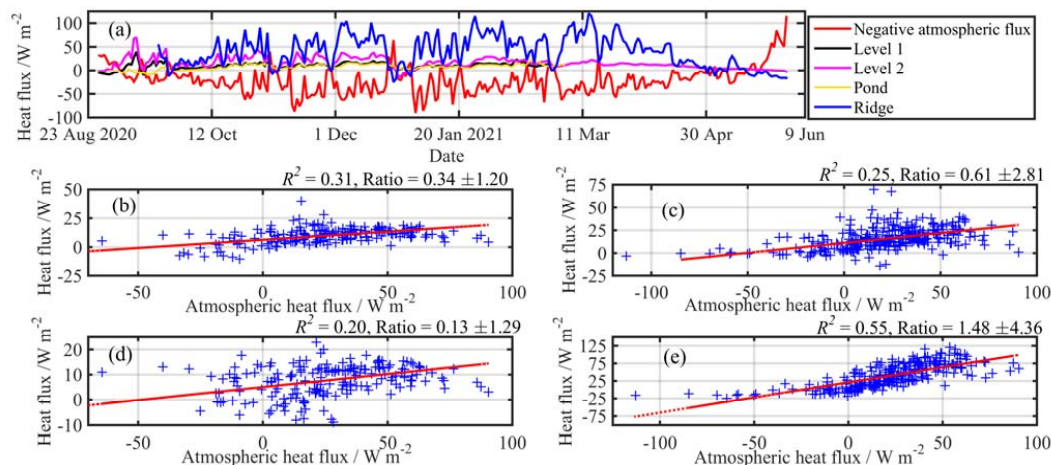 (a)
Heat flux /W m⁻²
100
50
0
-50
100
23 Aug 2020 12 Oct 1 Dec 20 Jan 2021 11 Mar 30 Apr 9 Jun
Date
Negative atmospheric flux
Level 1
Level 2
Pond
Ridge
R² = 0.31, Ratio = 0.34 ±1.20
(b)
Heat flux /W m⁻²
50
25
0
-25
-50 0 50 100
Atmospheric heat flux / W m⁻²
R² = 0.25, Ratio = 0.61 ±2.81
(c)
Heat flux /W m⁻²
75
50
25
0
-25
-100 -50 0 50 100
Atmospheric heat flux / W m⁻²
R² = 0.20, Ratio = 0.13 ±1.29
(d)
Heat flux /W m⁻²
20
10
0
-10
-50 0 50 100
Atmospheric heat flux / W m⁻²
R² = 0.55, Ratio = 1.48 ±4.36
(e)
Heat flux /W m⁻²
125
75
25
-25
-75
-100 -50 0 50 100
Atmospheric heat flux / W m⁻²